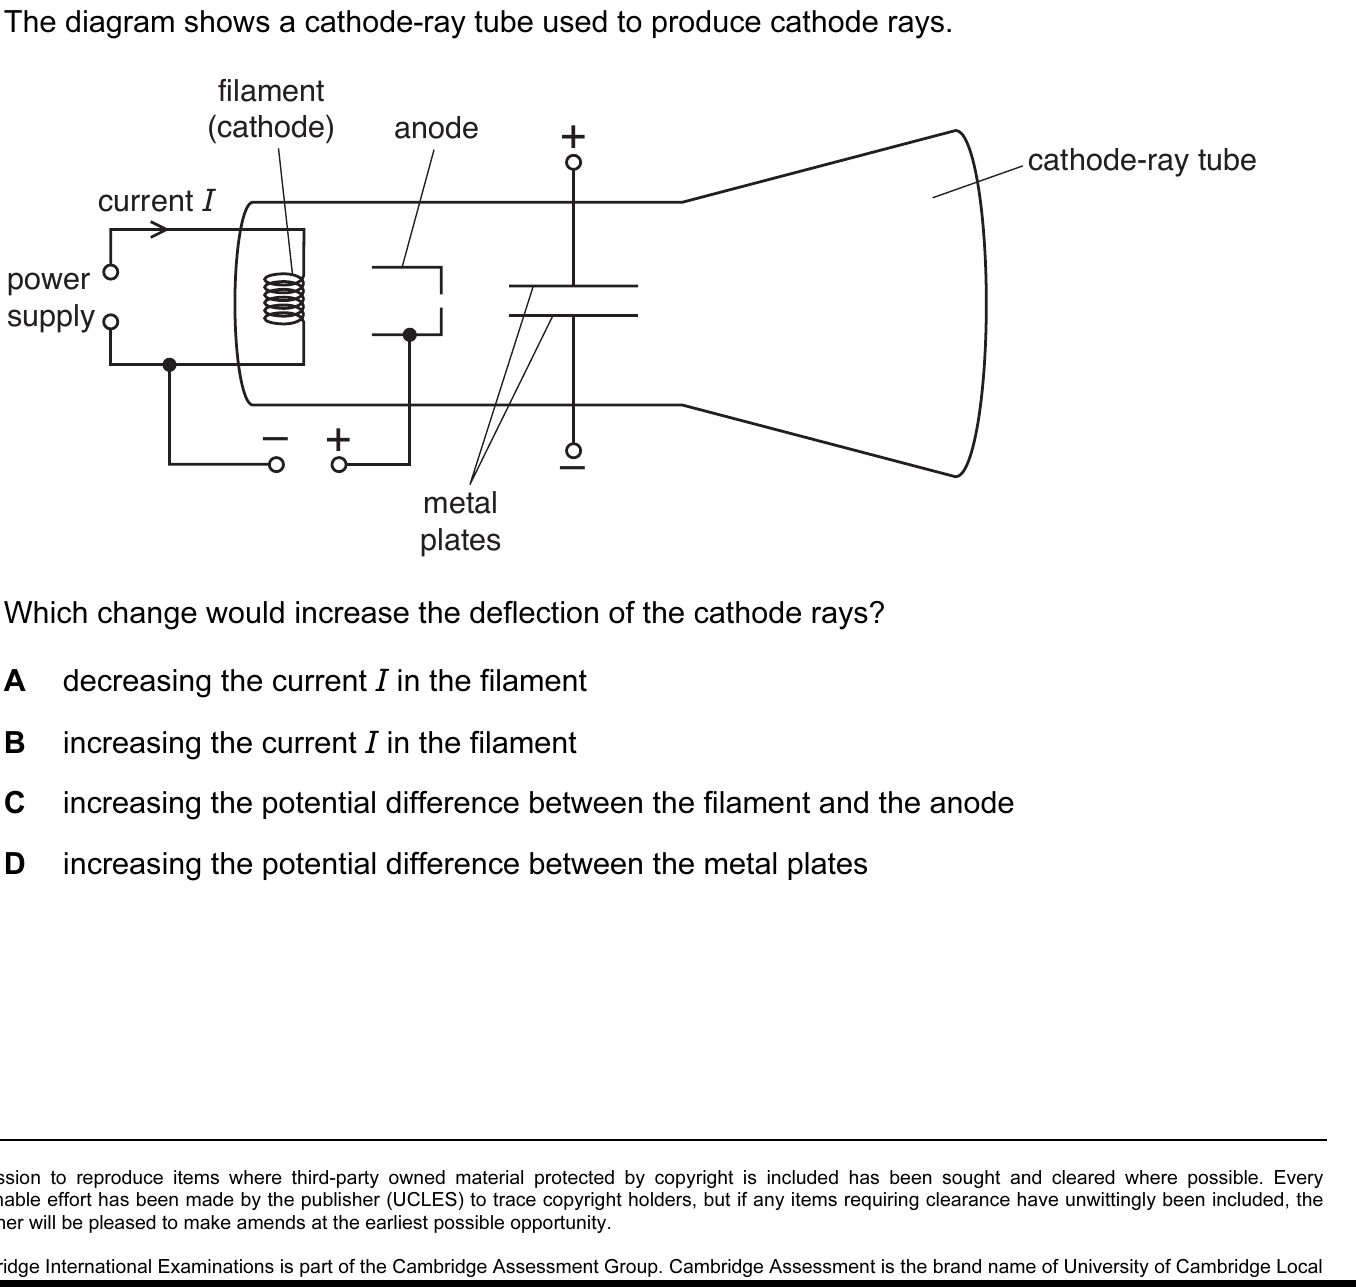 The diagram shows a cathode-ray tube used to produce cathode rays.
filament
(cathode)
anode
+
cathode-ray tube
current I
power
supply
− +
−
metal
plates
Which change would increase the deflection of the cathode rays?
A decreasing the current I in the filament
B increasing the current I in the filament
C increasing the potential difference between the filament and the anode
D increasing the potential difference between the metal plates
ssion to reproduce items where third-party owned material protected by copyright is included has been sought and cleared where possible. Every
nable effort has been made by the publisher (UCLES) to trace copyright holders, but if any items requiring clearance have unwittingly been included, the
ner will be pleased to make amends at the earliest possible opportunity.
ridge International Examinations is part of the Cambridge Assessment Group. Cambridge Assessment is the brand name of University of Cambridge Local